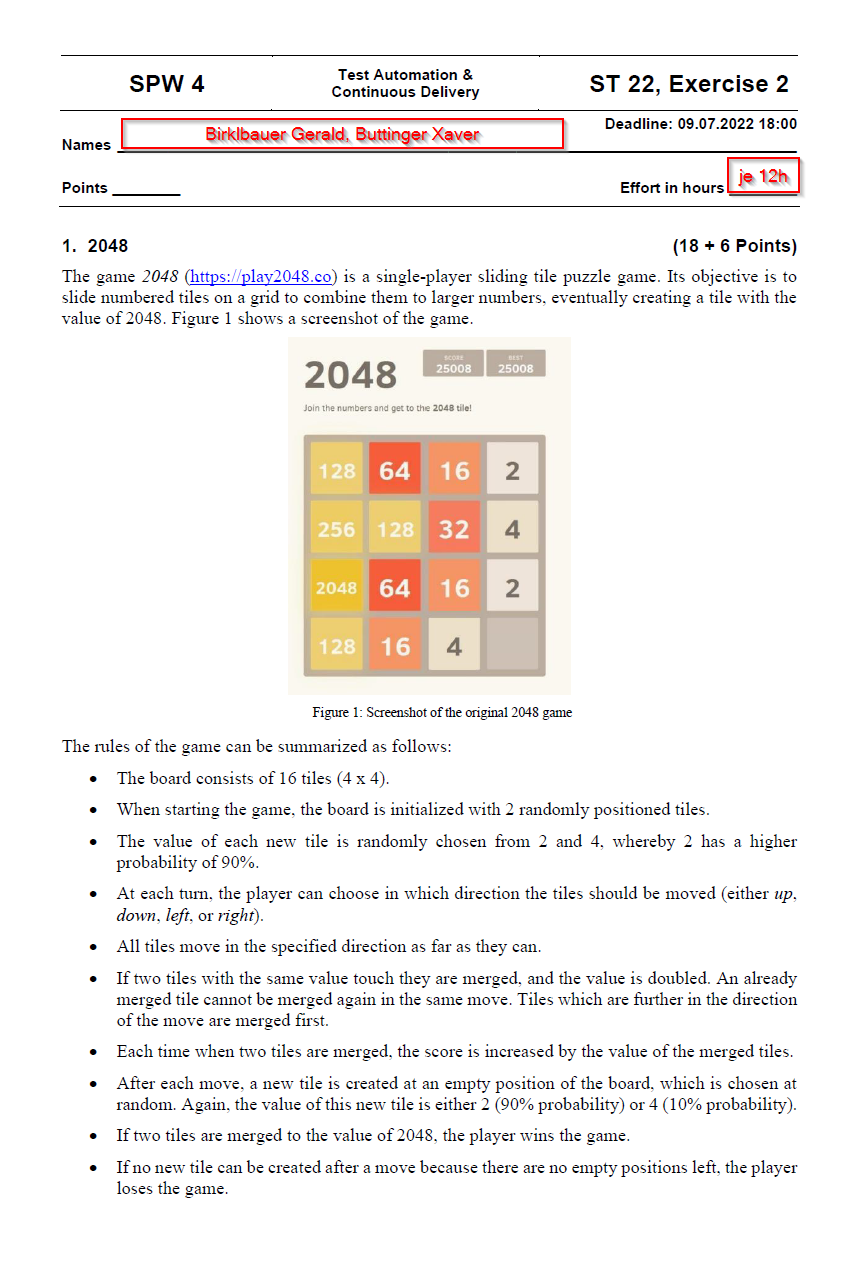 SPW 4
Test Automation &
Continuous Delivery
ST 22, Exercise 2
Deadline: 09.07.2022 18:00
Names Birklbauer Gerald, Buttinger Xaver
Points ________
Effort in hours je 12h
1. 2048 (18 + 6 Points)
The game 2048 (https://play2048.co) is a single-player sliding tile puzzle game. Its objective is to
slide numbered tiles on a grid to combine them to larger numbers, eventually creating a tile with the
value of 2048. Figure 1 shows a screenshot of the game.
2048
SCORE
25008
BEST
25008
Join the numbers and get to the 2048 tile!
128 64 16 2
256 128 32 4
2048 64 16 2
128 16 4
Figure 1: Screenshot of the original 2048 game
The rules of the game can be summarized as follows:
• The board consists of 16 tiles (4 x 4).
• When starting the game, the board is initialized with 2 randomly positioned tiles.
• The value of each new tile is randomly chosen from 2 and 4, whereby 2 has a higher
probability of 90%.
• At each turn, the player can choose in which direction the tiles should be moved (either up,
down, left, or right).
• All tiles move in the specified direction as far as they can.
• If two tiles with the same value touch they are merged, and the value is doubled. An already
merged tile cannot be merged again in the same move. Tiles which are further in the direction
of the move are merged first.
• Each time when two tiles are merged, the score is increased by the value of the merged tiles.
• After each move, a new tile is created at an empty position of the board, which is chosen at
random. Again, the value of this new tile is either 2 (90% probability) or 4 (10% probability).
• If two tiles are merged to the value of 2048, the player wins the game.
• If no new tile can be created after a move because there are no empty positions left, the player
loses the game.